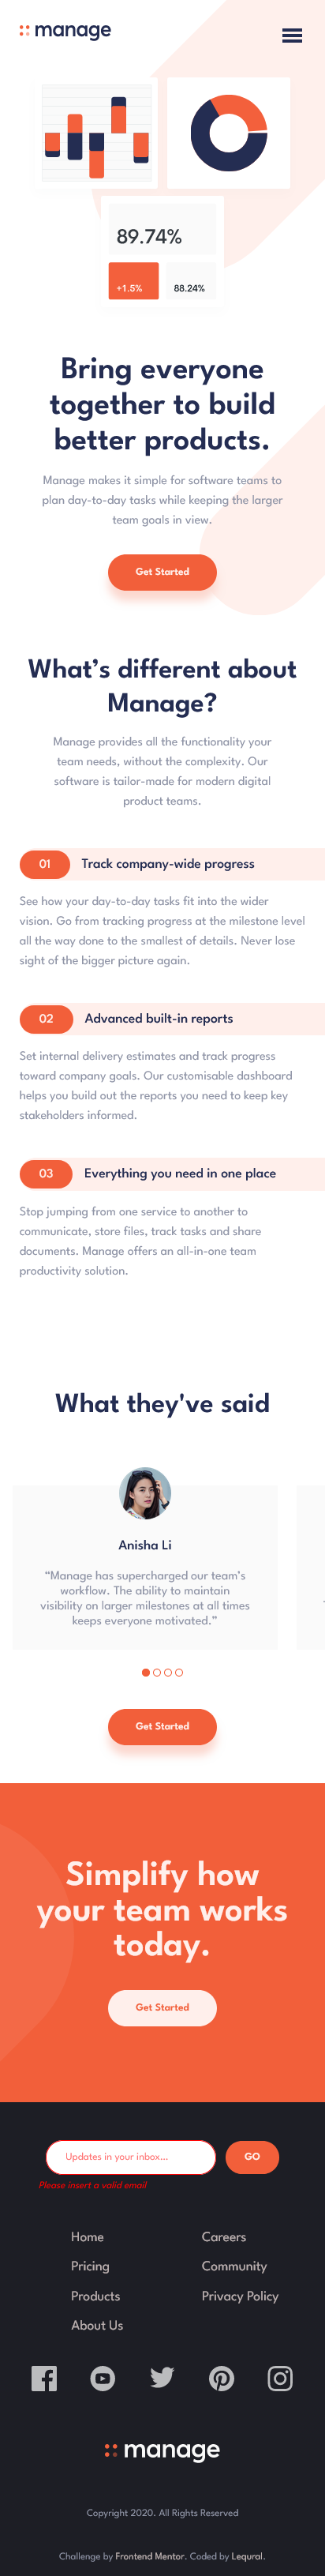 manage
89.74%
+1.5%
88.24%
Bring everyone
together to build
better products.
Manage makes it simple for software teams to
plan day-to-day tasks while keeping the larger
team goals in view.
Get Started
What’s different about
Manage?
Manage provides all the functionality your
team needs, without the complexity. Our
software is tailor-made for modern digital
product teams.
01 Track company-wide progress
See how your day-to-day tasks fit into the wider
vision. Go from tracking progress at the milestone level
all the way done to the smallest of details. Never lose
sight of the bigger picture again.
02 Advanced built-in reports
Set internal delivery estimates and track progress
toward company goals. Our customisable dashboard
helps you build out the reports you need to keep key
stakeholders informed.
03 Everything you need in one place
Stop jumping from one service to another to
communicate, store files, track tasks and share
documents. Manage offers an all-in-one team
productivity solution.
What they've said
Anisha Li
“Manage has supercharged our team’s
workflow. The ability to maintain
visibility on larger milestones at all times
keeps everyone motivated.”
Get Started
Simplify how
your team works
today.
Get Started
Updates in your inbox...
GO
Please insert a valid email
Home
Pricing
Products
About Us
Careers
Community
Privacy Policy
manage
Copyright 2020. All Rights Reserved
Challenge by Frontend Mentor. Coded by Lequral.